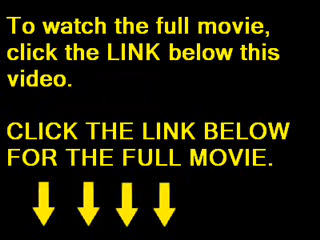 To watch the full movie,
click the LINK below this
video.
CLICK THE LINK BELOW
FOR THE FULL MOVIE.